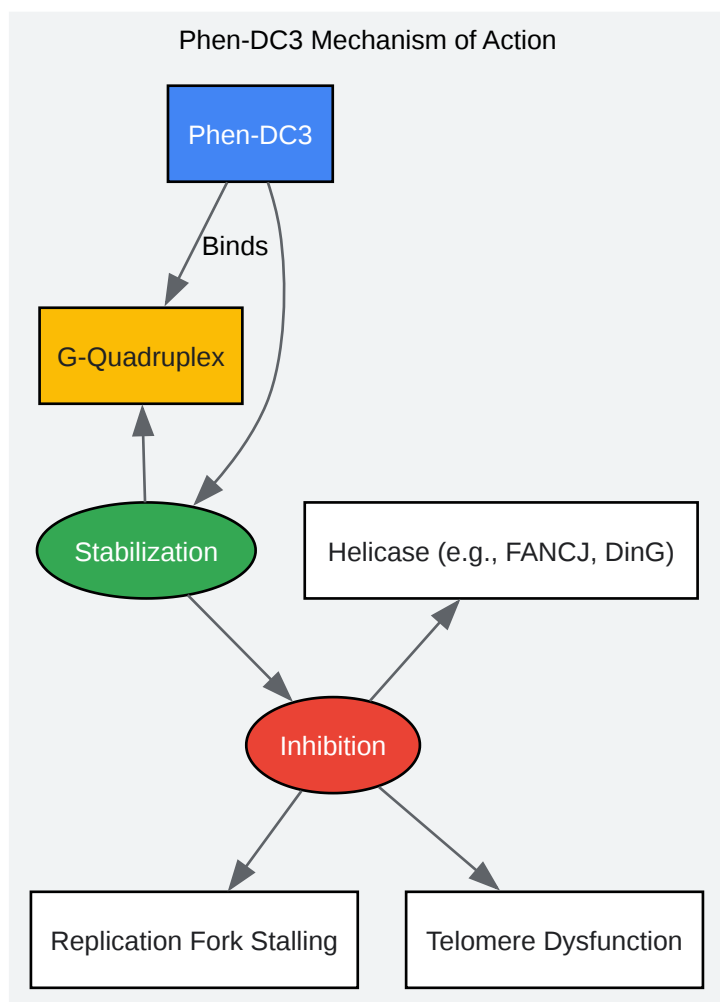 Phen-DC3 Mechanism of Action
Phen-DC3
Binds
G-Quadruplex
Stabilization
Helicase (e.g., FANCJ, DinG)
Inhibition
Replication Fork Stalling
Telomere Dysfunction